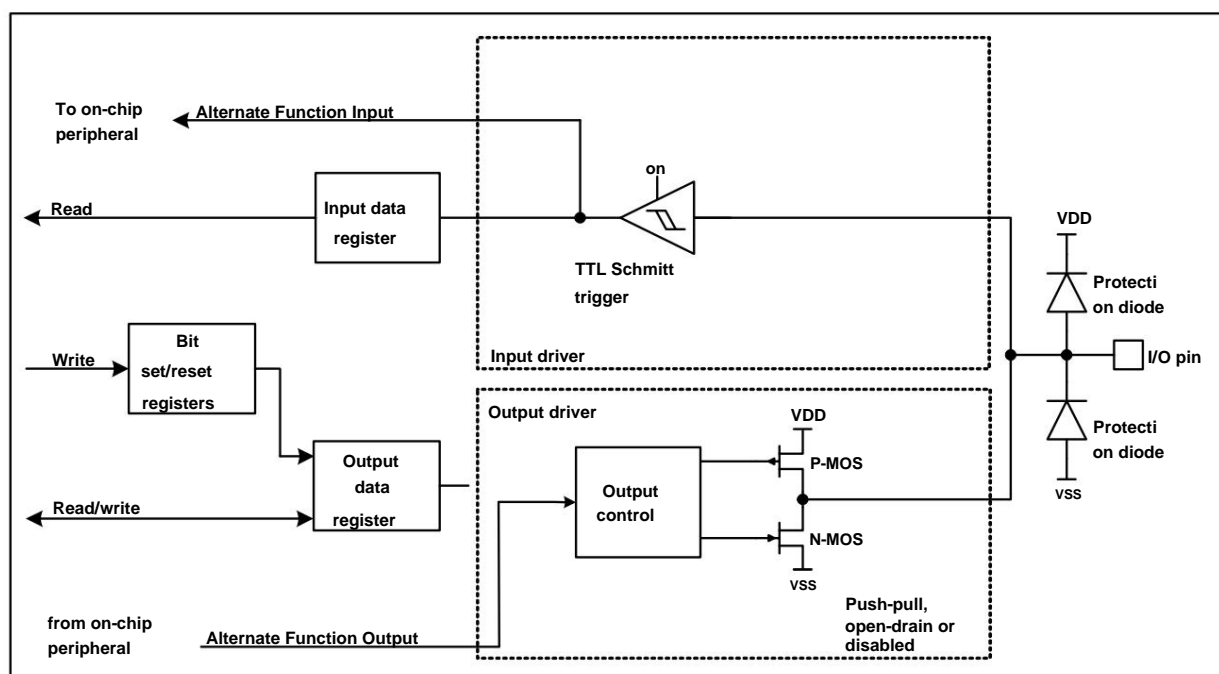 To on-chip
peripheral
Alternate Function Input
on
Read
Input data
register
TTL Schmitt
trigger
VDD
Protecti
on diode
Write
Bit
set/reset
registers
Input driver
I/O pin
Output driver
VDD
Protecti
on diode
P-MOS
Output
data
register
Output
control
VSS
Read/write
N-MOS
VSS
Push-pull,
open-drain or
disabled
from on-chip
peripheral
Alternate Function Output